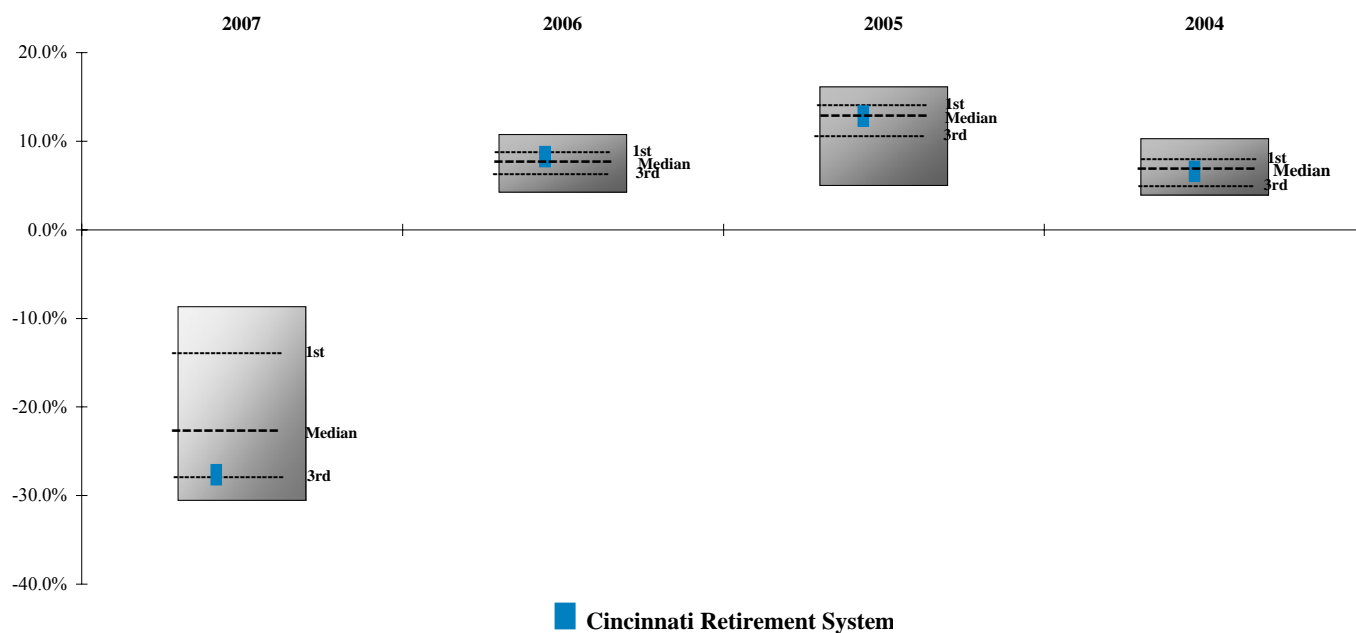 2007 2006 2005 2004
20.0%
10.0%
0.0%
-10.0%
-20.0%
-30.0%
-40.0%
1st
Median
3rd
1st
Median
3rd
1st
Median
3rd
1st
Median
3rd
Cincinnati Retirement System